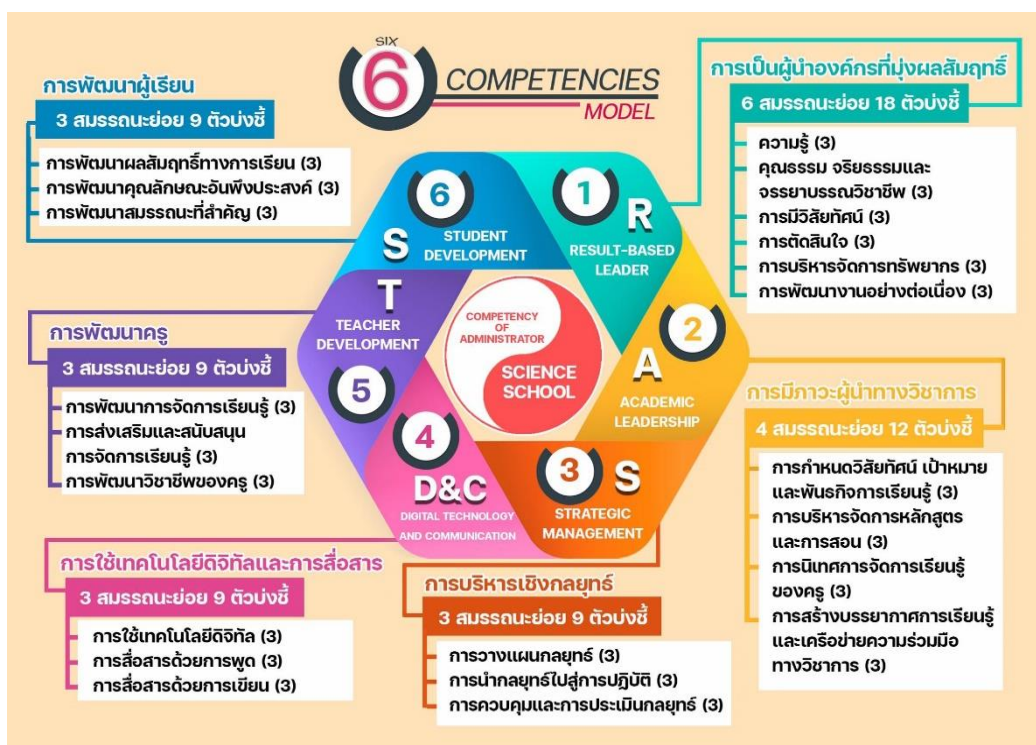 SIX
6
COMPETENCIES
MODEL
การเป็นผู้นำองค์กรที่มุ่งผลสัมฤทธิ์
6 สมรรถนะย่อย 18 ตัวบ่งชี้
ความรู้ (3)
คุณธรรม จริยธรรมและ
จรรยาบรรณวิชาชีพ (3)
การมีวิสัยทัศน์ (3)
การตัดสินใจ (3)
การบริหารจัดการทรัพยากร (3)
การพัฒนางานอย่างต่อเนื่อง (3)
การมีภาวะผู้นำทางวิชาการ
4 สมรรถนะย่อย 12 ตัวบ่งชี้
การกำหนดวิสัยทัศน์ เป้าหมาย
และพันธกิจการเรียนรู้ (3)
การบริหารจัดการหลักสูตร
และการสอน (3)
การนิเทศการจัดการเรียนรู้
ของครู (3)
การสร้างบรรยากาศการเรียนรู้
และเครือข่ายความร่วมมือ
ทางวิชาการ (3)
การบริหารเชิงกลยุทธ์
3 สมรรถนะย่อย 9 ตัวบ่งชี้
การวางแผนกลยุทธ์ (3)
การนำกลยุทธ์ไปสู่การปฏิบัติ (3)
การควบคุมและการประเมินกลยุทธ์ (3)
การใช้เทคโนโลยีดิจิทัลและการสื่อสาร
3 สมรรถนะย่อย 9 ตัวบ่งชี้
การใช้เทคโนโลยีดิจิทัล (3)
การสื่อสารด้วยการพูด (3)
การสื่อสารด้วยการเขียน (3)
การพัฒนาครู
3 สมรรถนะย่อย 9 ตัวบ่งชี้
การพัฒนาการจัดการเรียนรู้ (3)
การส่งเสริมและสนับสนุน
การจัดการเรียนรู้ (3)
การพัฒนาวิชาชีพของครู (3)
การพัฒนาผู้เรียน
3 สมรรถนะย่อย 9 ตัวบ่งชี้
การพัฒนาผลสัมฤทธิ์ทางการเรียน (3)
การพัฒนาคุณลักษณะอันพึงประสงค์ (3)
การพัฒนาสมรรถนะที่สำคัญ (3)
1
R
RESULT-BASED
LEADER
2
A
ACADEMIC
LEADERSHIP
3
S
STRATEGIC
MANAGEMENT
4
D&C
DIGITAL TECHNOLOGY
AND COMMUNICATION
T
TEACHER
DEVELOPMENT
5
6
S
STUDENT
DEVELOPMENT
COMPETENCY
OF
ADMINISTRATOR
SCIENCE
SCHOOL